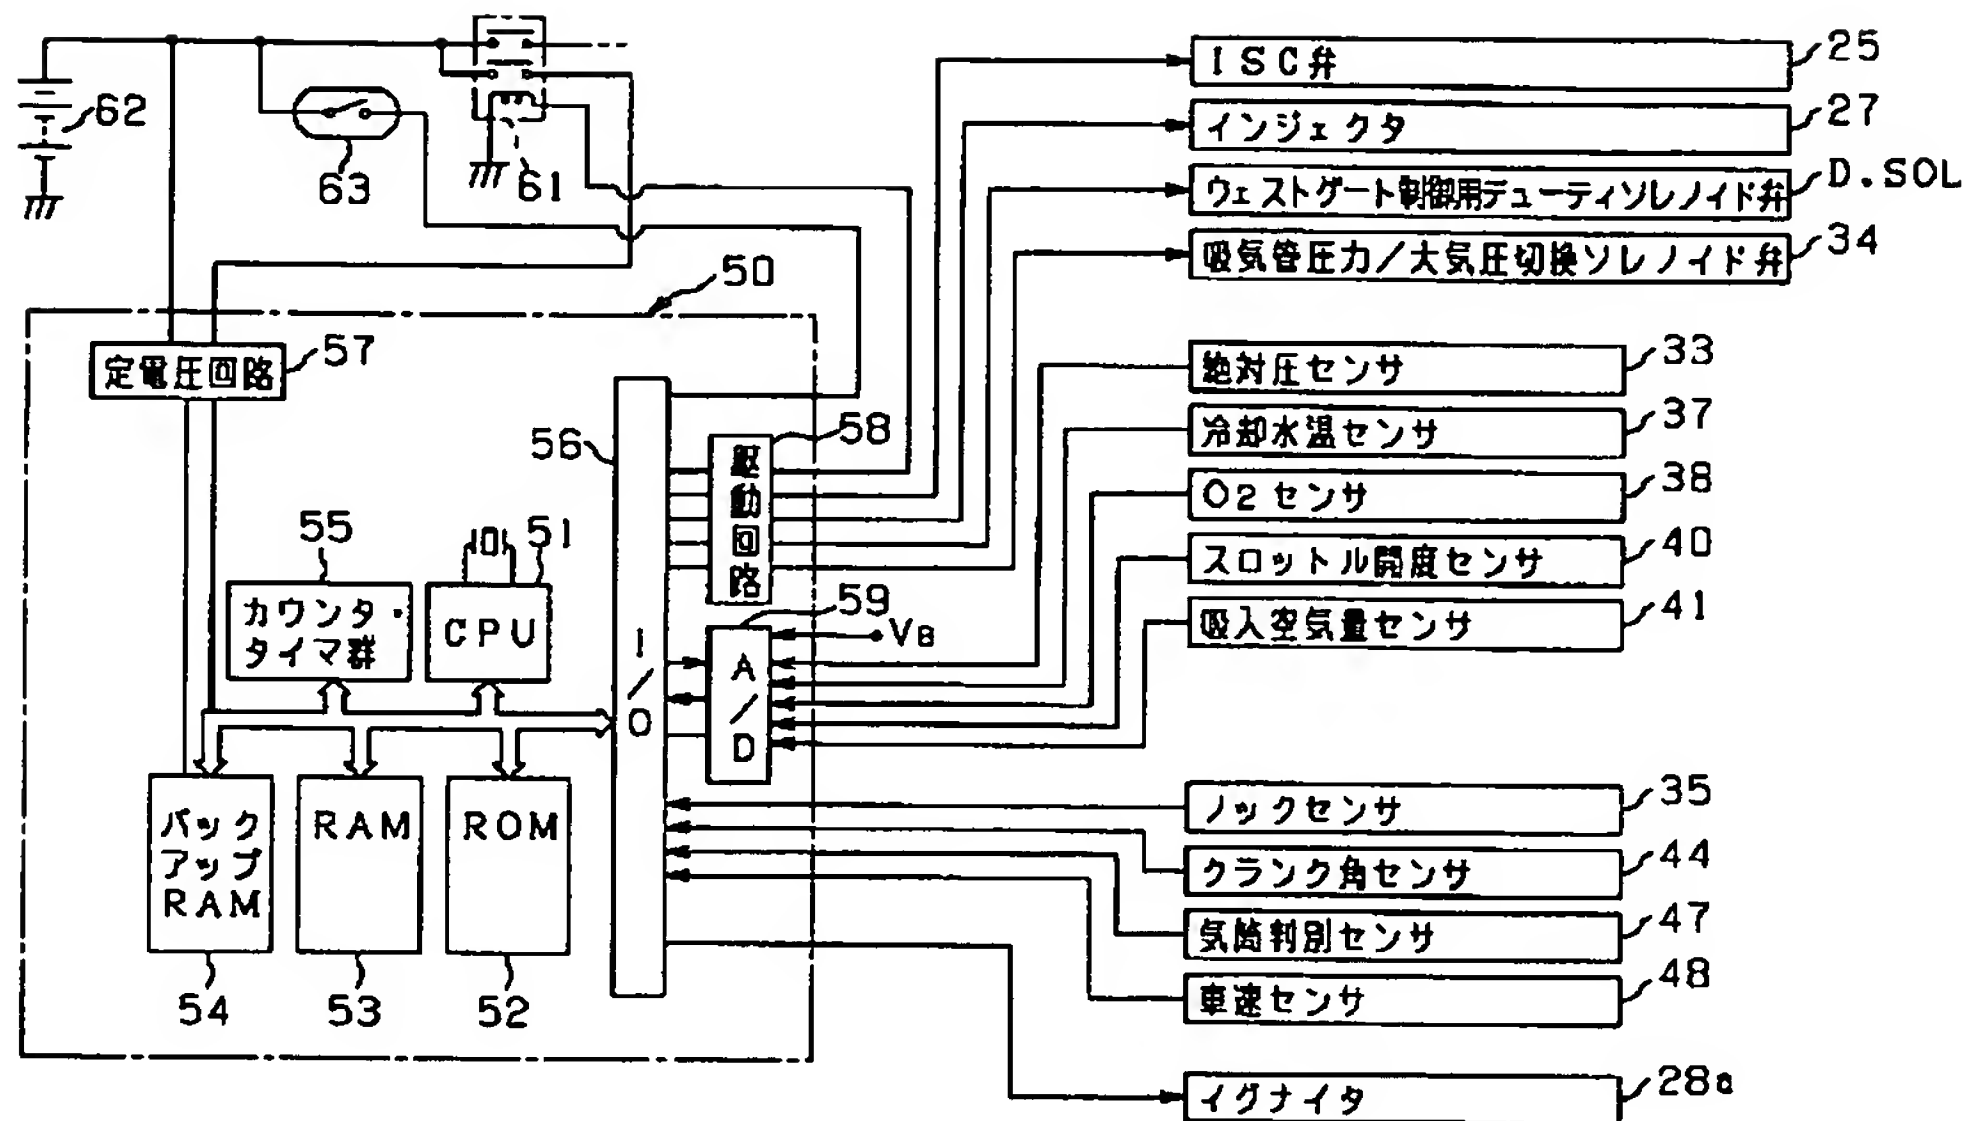 62
63
61
50
ISC弁
25
インジェクタ
27
ウェストゲート制御用デューティソレノイド弁
D.SOL
吸気管圧力/大気圧切換ソレノイド弁
34
定電圧回路
57
絶対圧センサ
33
冷却水温センサ
37
O2センサ
38
スロットル開度センサ
40
吸入空気量センサ
41
56
I/O
58
駆動回路
59
A/D
VB
55
カウンタ・
タイマ群
51
CPU
バック
アップ
RAM
54
RAM
53
ROM
52
ノックセンサ
35
クランク角センサ
44
気筒判別センサ
47
車速センサ
48
イグナイタ
28a